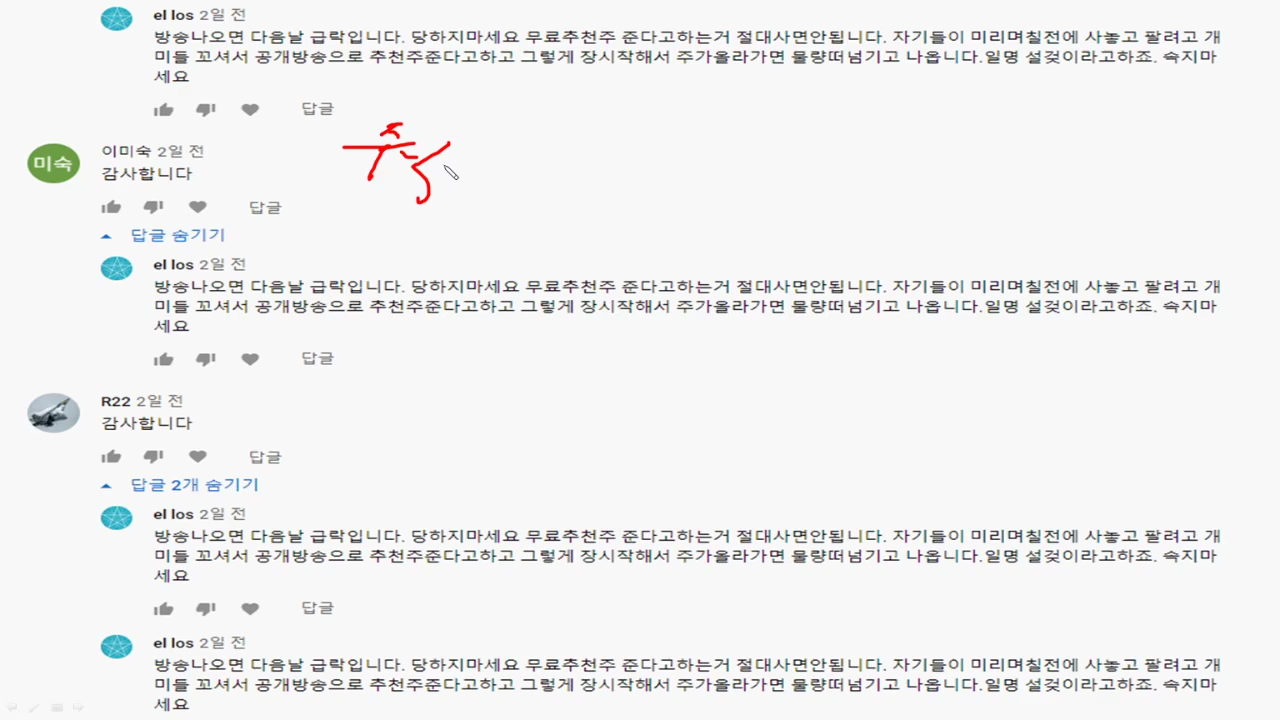 el los 2일 전
방송나오면 다음날 급락입니다. 당하지마세요 무료추천주 준다고하는거 절대사면안됩니다. 자기들이 미리며칠전에 사놓고 팔려고 개
미들 꼬셔서 공개방송으로 추천주준다고하고 그렇게 장시작해서 주가올라가면 물량떠넘기고 나옵니다.일명 설겆이라고하죠. 속지마
세요
답글
미숙
이미숙 2일 전
감사합니다
답글
답글 숨기기
el los 2일 전
방송나오면 다음날 급락입니다. 당하지마세요 무료추천주 준다고하는거 절대사면안됩니다. 자기들이 미리며칠전에 사놓고 팔려고 개
미들 꼬셔서 공개방송으로 추천주준다고하고 그렇게 장시작해서 주가올라가면 물량떠넘기고 나옵니다.일명 설겆이라고하죠. 속지마
세요
답글
R22 2일 전
감사합니다
답글
답글 2개 숨기기
el los 2일 전
방송나오면 다음날 급락입니다. 당하지마세요 무료추천주 준다고하는거 절대사면안됩니다. 자기들이 미리며칠전에 사놓고 팔려고 개
미들 꼬셔서 공개방송으로 추천주준다고하고 그렇게 장시작해서 주가올라가면 물량떠넘기고 나옵니다.일명 설겆이라고하죠. 속지마
세요
답글
el los 2일 전
방송나오면 다음날 급락입니다. 당하지마세요 무료추천주 준다고하는거 절대사면안됩니다. 자기들이 미리며칠전에 사놓고 팔려고 개
미들 꼬셔서 공개방송으로 추천주준다고하고 그렇게 장시작해서 주가올라가면 물량떠넘기고 나옵니다.일명 설겆이라고하죠. 속지마
세요